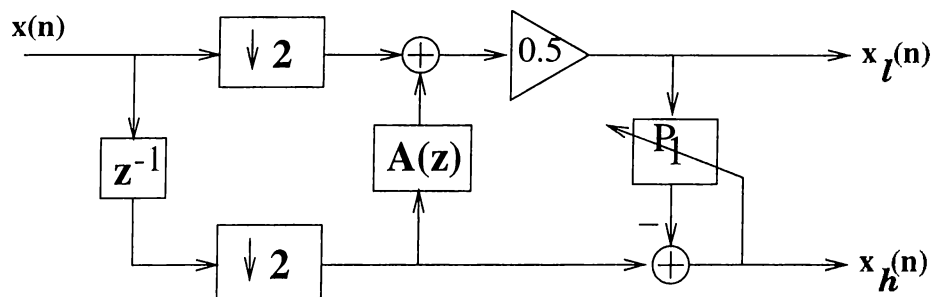 x(n)
↓ 2
+
0.5
x_l(n)
z^-1
A(z)
P_1
−
↓ 2
+
x_h(n)